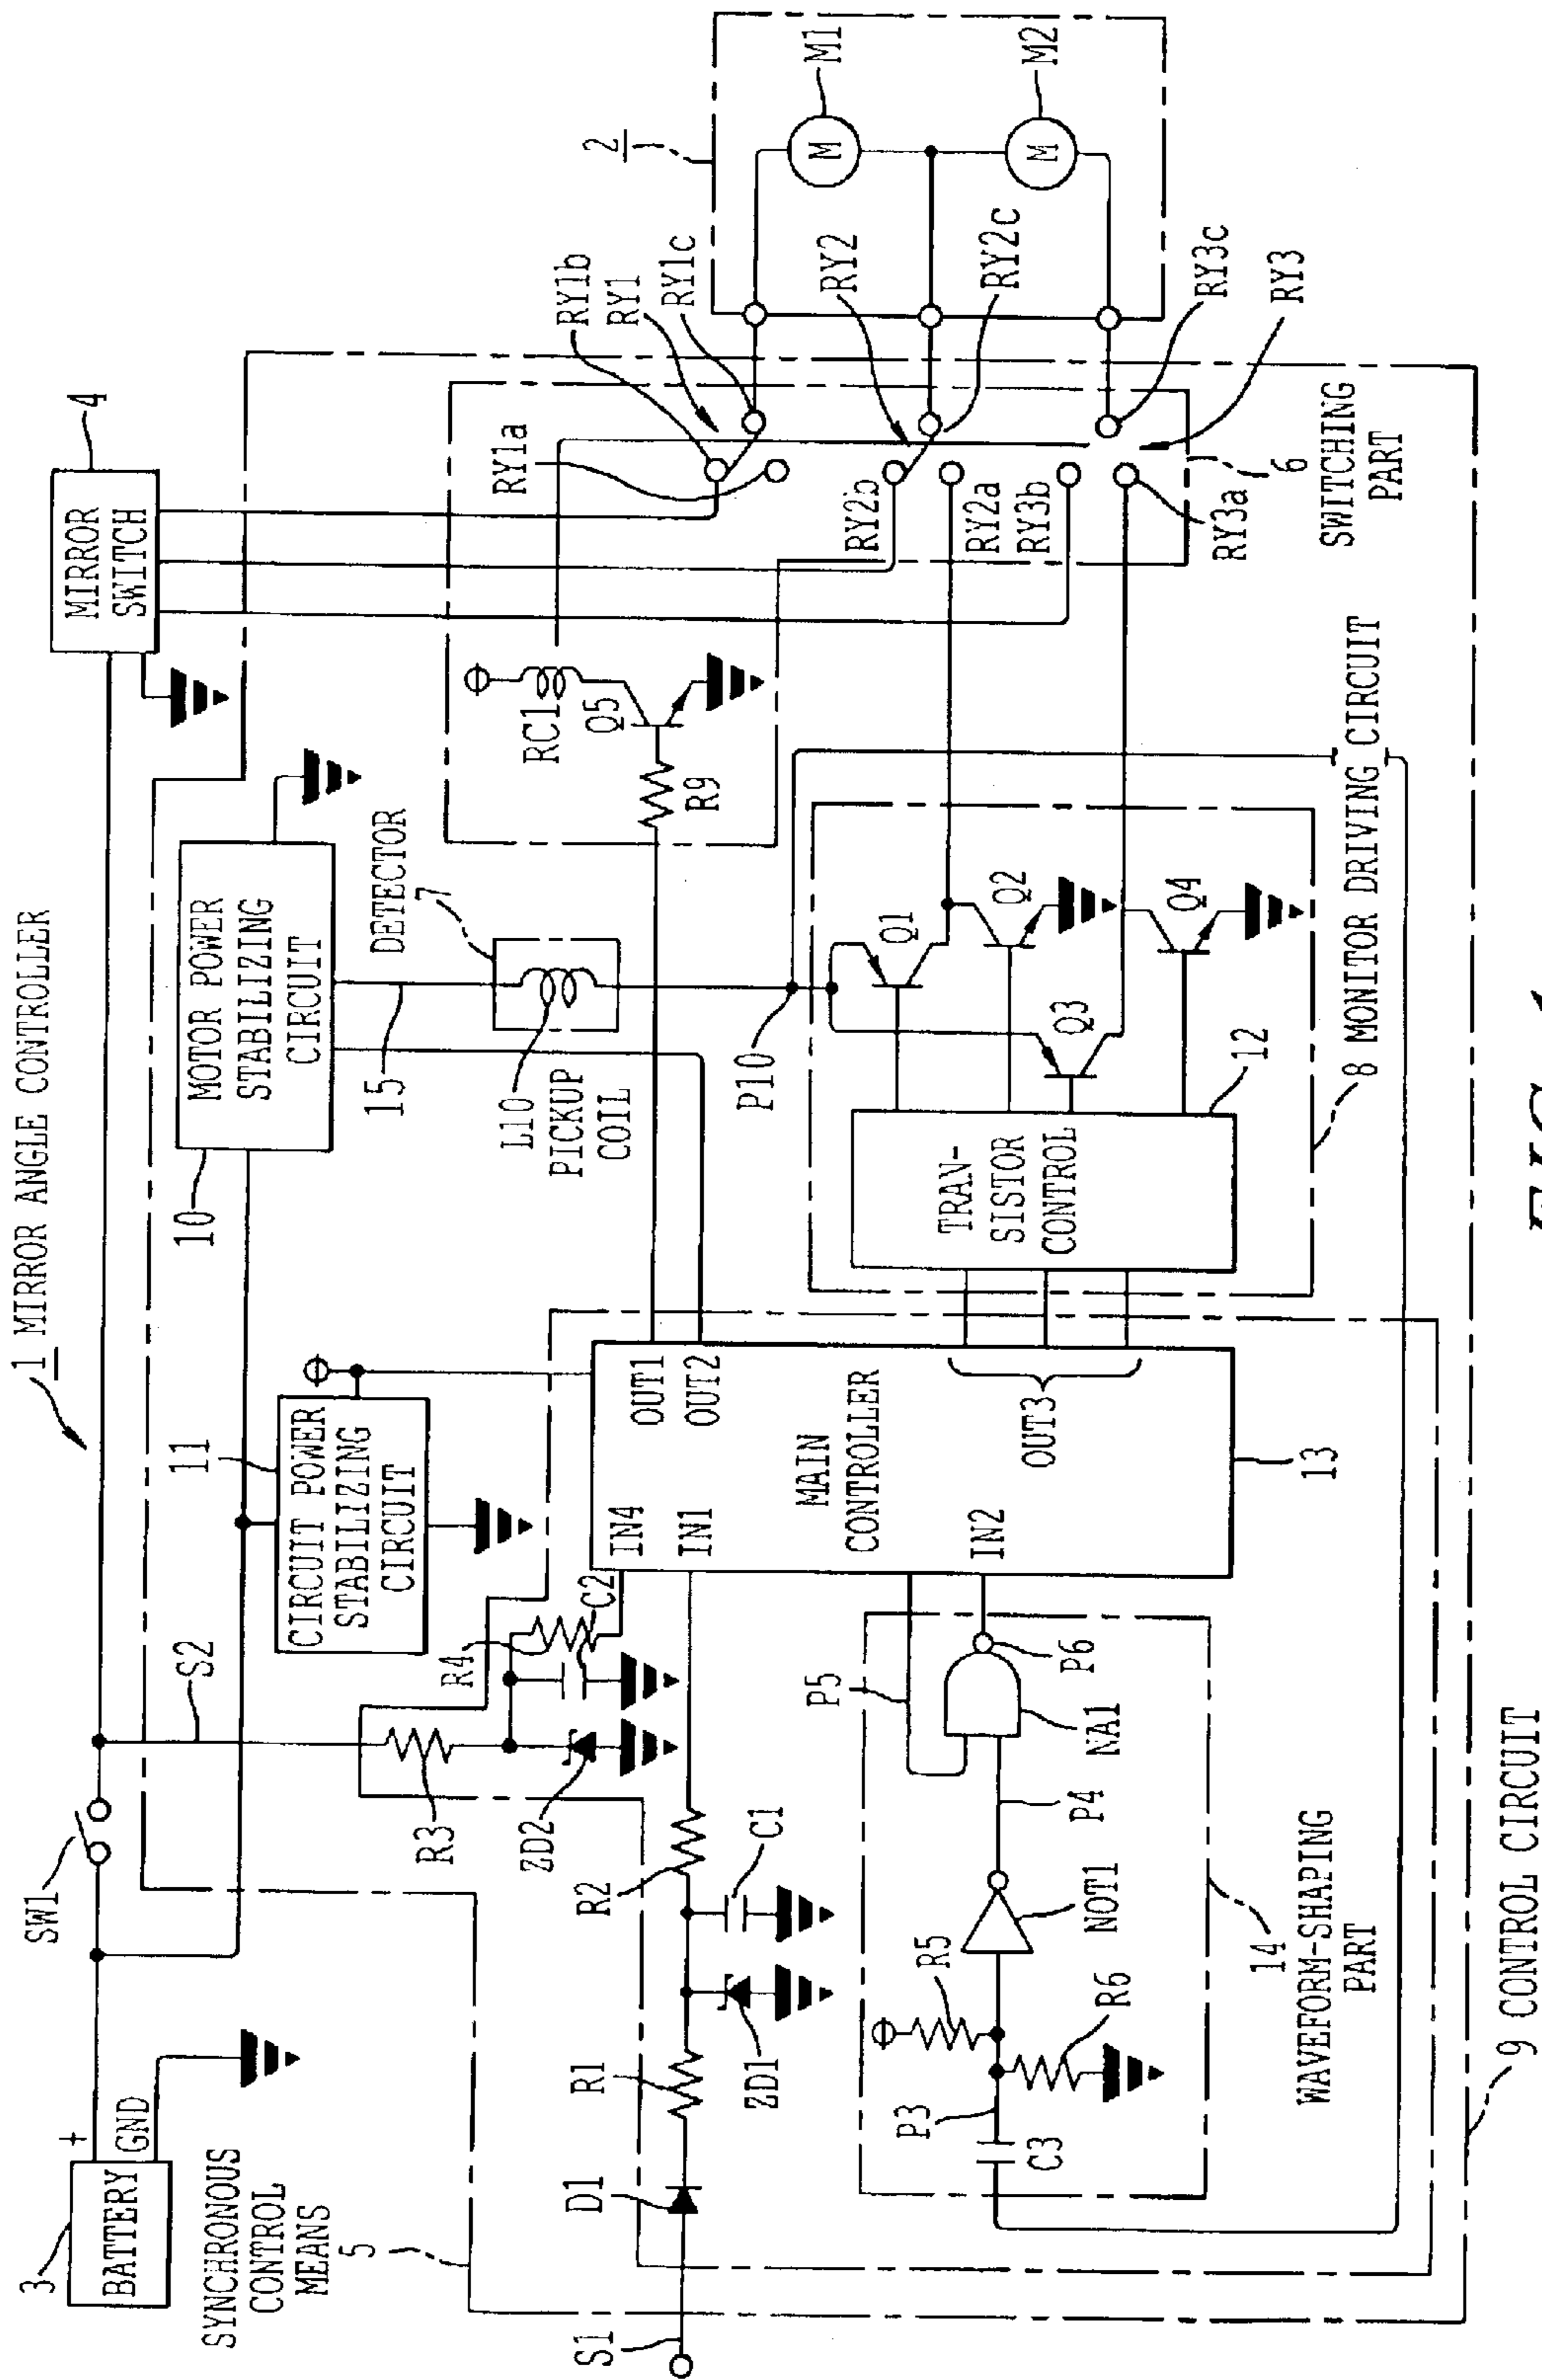 1 MIRROR ANGLE CONTROLLER
3
BATTERY
+
GND
SW1
S2
4
MIRROR
SWITCH
SYNCHRONOUS
CONTROL
MEANS
5
11
CIRCUIT POWER
STABILIZING
CIRCUIT
10
MOTOR POWER
STABILIZING
CIRCUIT
15
DETECTOR
7
L10
PICKUP
COIL
RC1
Q5
R9
RY1a
RY1b
RY1
RY1c
RY2
RY2c
RY2b
RY2a
RY3b
RY3a
RY3c
RY3
6
SWITCHING
PART
2
M
M1
M
M2
R3
R4
C2
ZD2
S1
D1
R1
ZD1
R2
C1
IN4
IN1
IN2
OUT1
OUT2
OUT3
MAIN
CONTROLLER
13
P10
Q1
Q2
Q3
Q4
TRAN-
SISTOR
CONTROL
12
8 MONITOR DRIVING CIRCUIT
P3
C3
R5
R6
NOT1
P4
P5
NA1
P6
14
WAVEFORM-SHAPING
PART
9 CONTROL CIRCUIT